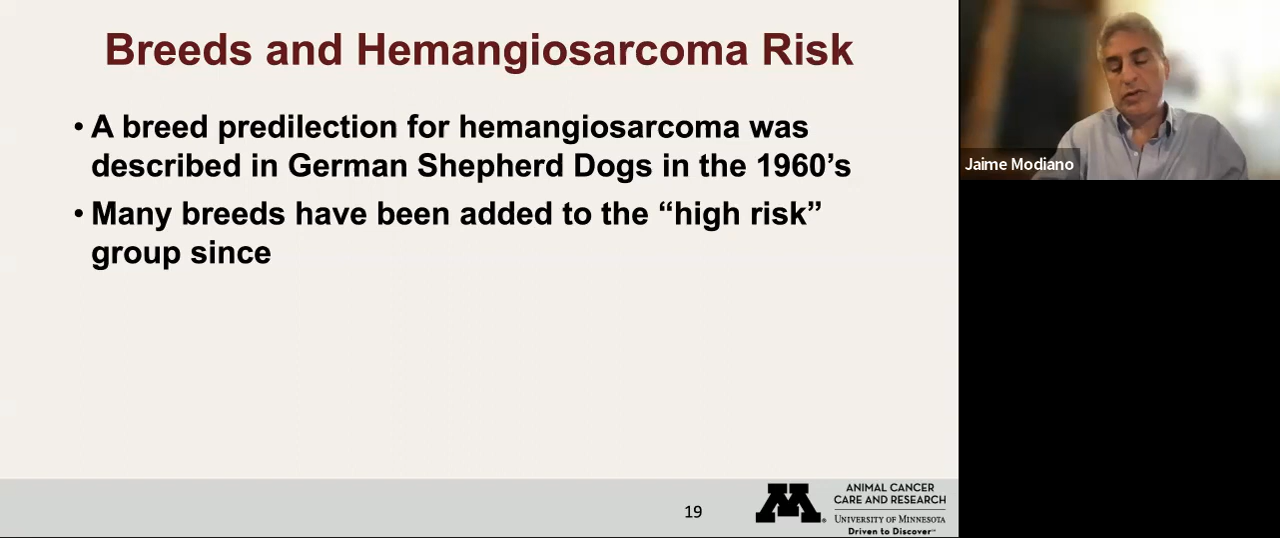 Breeds and Hemangiosarcoma Risk
• A breed predilection for hemangiosarcoma was
described in German Shepherd Dogs in the 1960’s
• Many breeds have been added to the “high risk”
group since
Jaime Modiano
19
M
ANIMAL CANCER
CARE AND RESEARCH
UNIVERSITY OF MINNESOTA
Driven to Discover℠